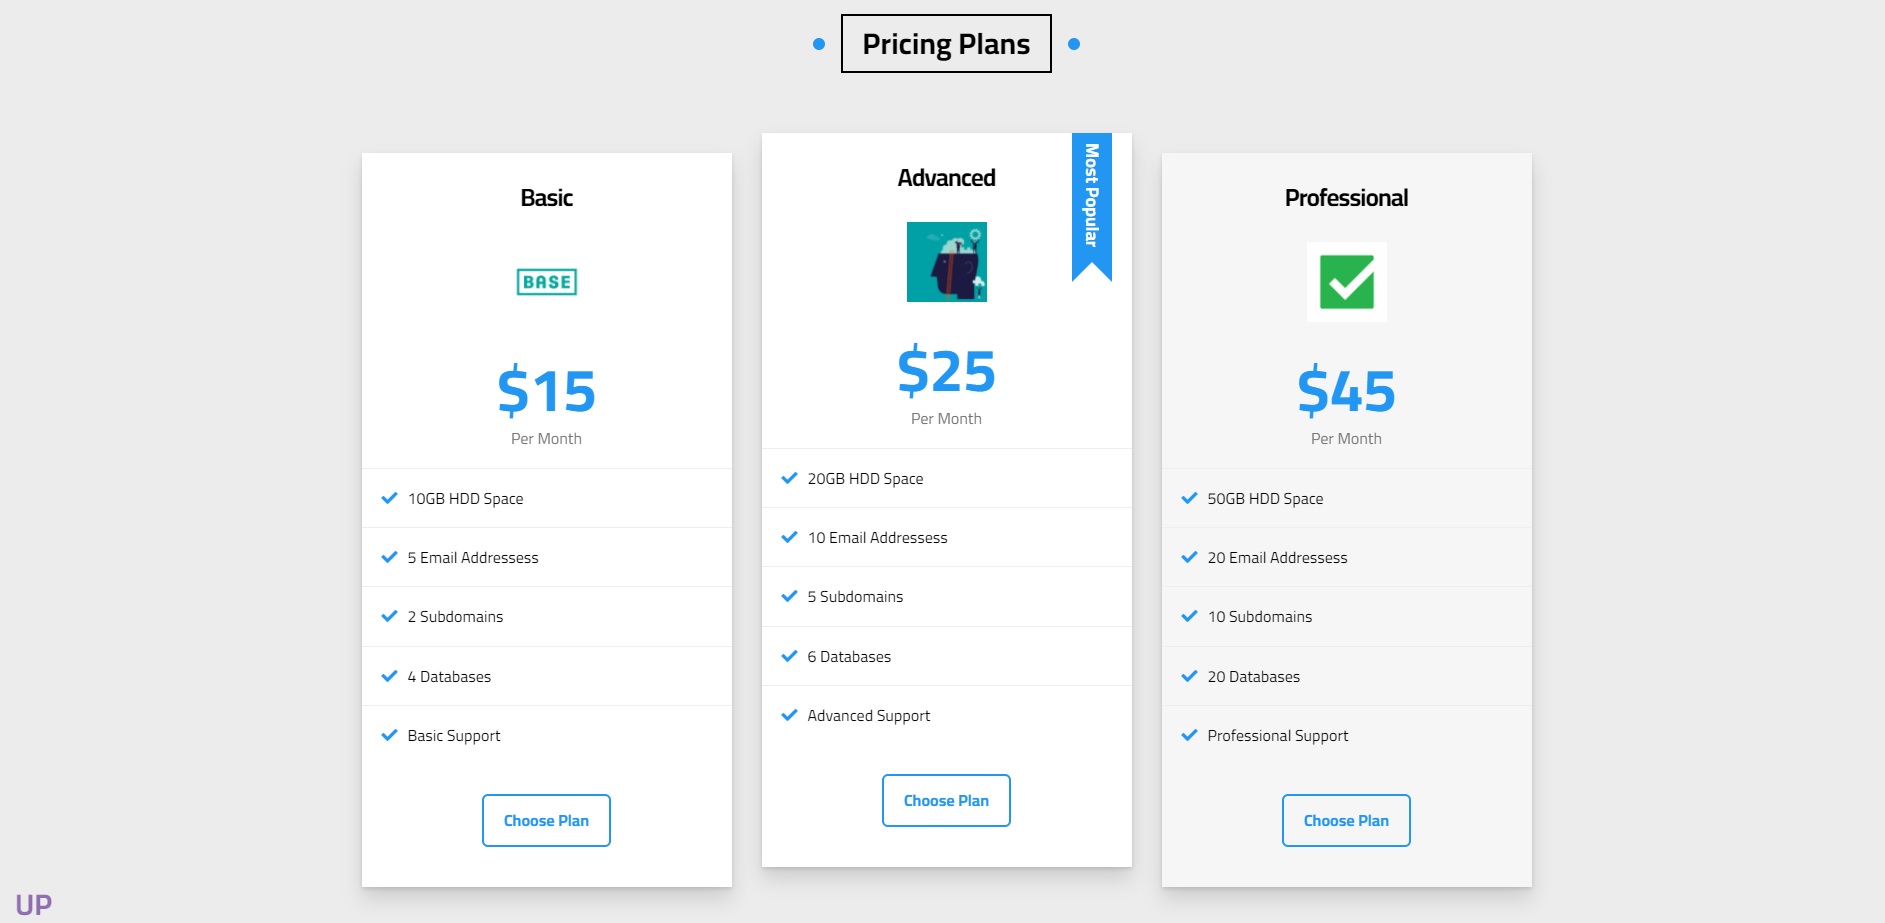 Pricing Plans
Basic
BASE
$15
Per Month
10GB HDD Space
5 Email Addressess
2 Subdomains
4 Databases
Basic Support
Choose Plan
Most Popular
Advanced
$25
Per Month
20GB HDD Space
10 Email Addressess
5 Subdomains
6 Databases
Advanced Support
Choose Plan
Professional
$45
Per Month
50GB HDD Space
20 Email Addressess
10 Subdomains
20 Databases
Professional Support
Choose Plan
UP